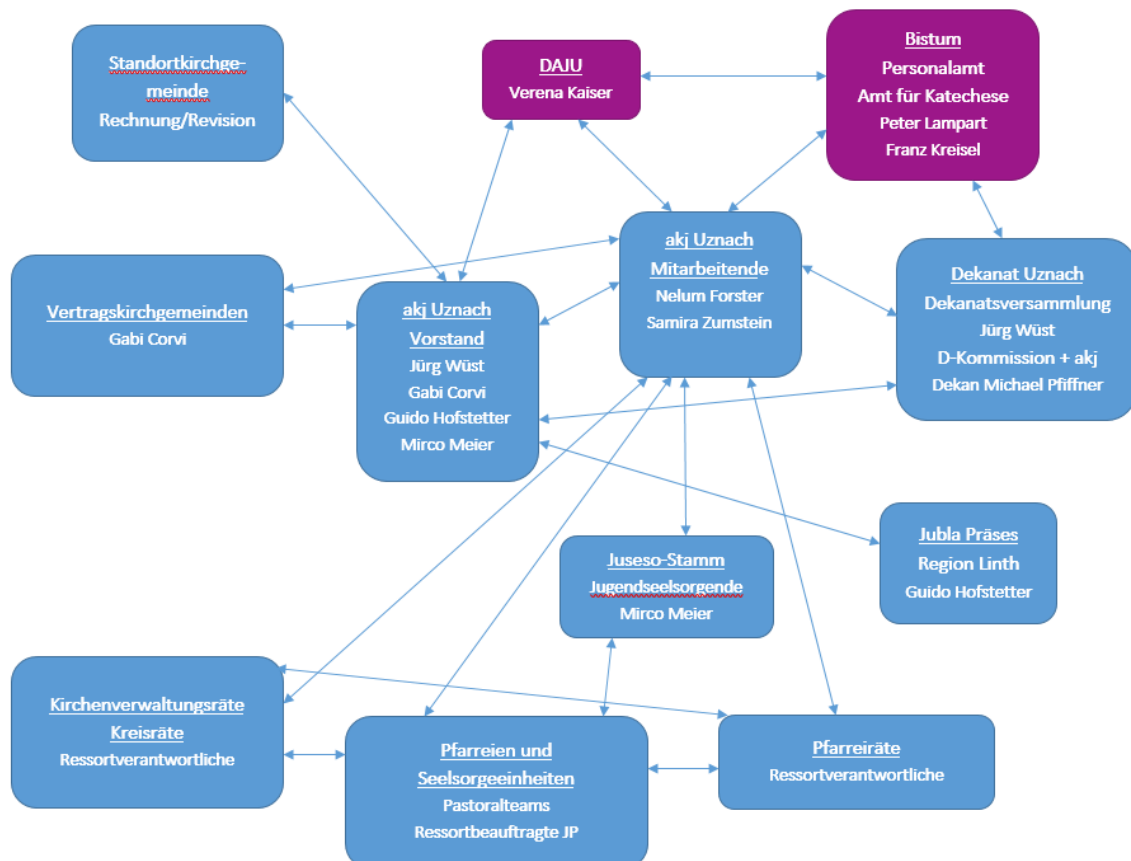 Standortkirchge-
meinde
Rechnung/Revision
DAJU
Verena Kaiser
Bistum
Personalamt
Amt für Katechese
Peter Lampart
Franz Kreisel
akj Uznach
Mitarbeitende
Nelum Forster
Samira Zumstein
Dekanat Uznach
Dekanatsversammlung
Jürg Wüst
D-Kommission + akj
Dekan Michael Pfiffner
Vertragskirchgemeinden
Gabi Corvi
akj Uznach
Vorstand
Jürg Wüst
Gabi Corvi
Guido Hofstetter
Mirco Meier
Jubla Präses
Region Linth
Guido Hofstetter
Juseso-Stamm
Jugendseelsorgende
Mirco Meier
Kirchenverwaltungsräte
Kreisräte
Ressortverantwortliche
Pfarreien und
Seelsorgeeinheiten
Pastoralteams
Ressortbeauftragte JP
Pfarreiräte
Ressortverantwortliche